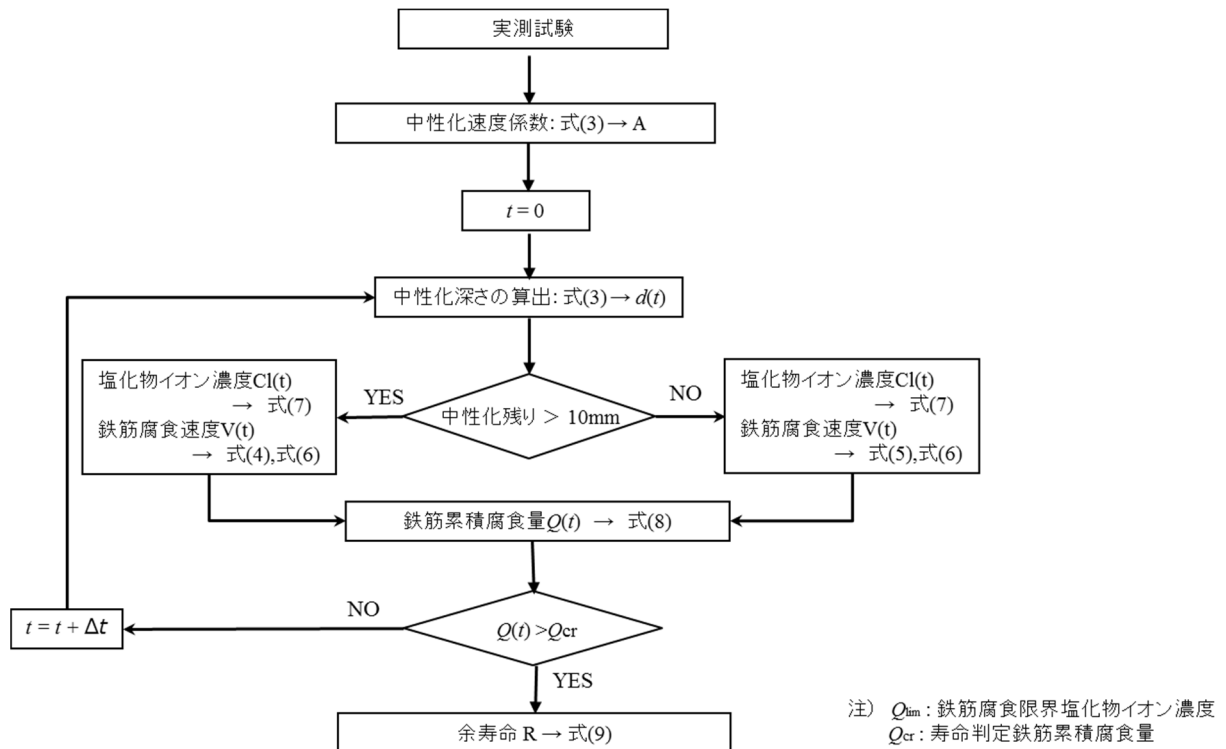 実測試験
中性化速度係数: 式(3) → A
t = 0
中性化深さの算出: 式(3) → d(t)
中性化残り ＞ 10mm
YES
NO
塩化物イオン濃度Cl(t)
→ 式(7)
鉄筋腐食速度V(t)
→ 式(4),式(6)
塩化物イオン濃度Cl(t)
→ 式(7)
鉄筋腐食速度V(t)
→ 式(5),式(6)
鉄筋累積腐食量Q(t) → 式(8)
Q(t) >Qcr
NO
t = t + Δt
YES
余寿命 R → 式(9)
注) Qlim : 鉄筋腐食限界塩化物イオン濃度
Qcr : 寿命判定鉄筋累積腐食量